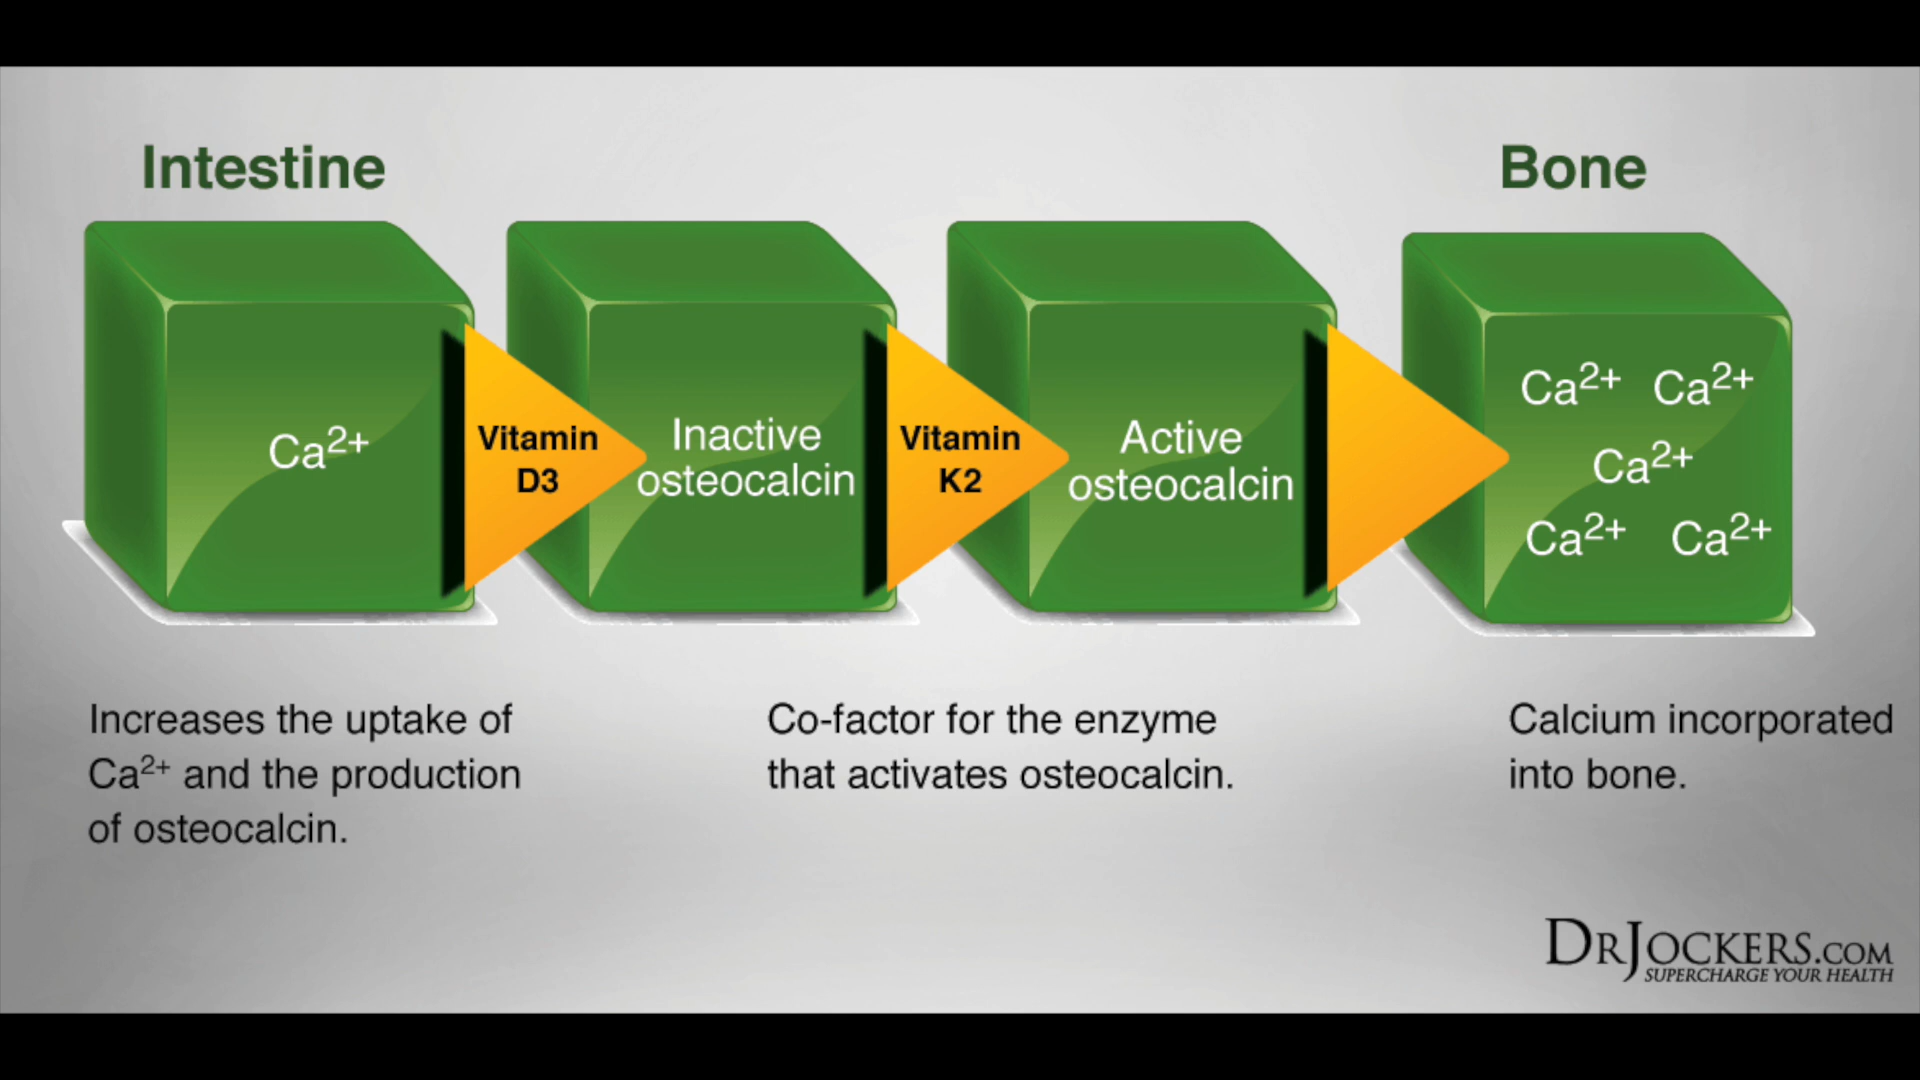 Intestine
Bone
Ca²⁺
Vitamin
D3
Inactive
osteocalcin
Vitamin
K2
Active
osteocalcin
Ca²⁺ Ca²⁺
Ca²⁺
Ca²⁺ Ca²⁺
Increases the uptake of
Ca²⁺ and the production
of osteocalcin.
Co-factor for the enzyme
that activates osteocalcin.
Calcium incorporated
into bone.
DRJOCKERS.COM
SUPERCHARGE YOUR HEALTH